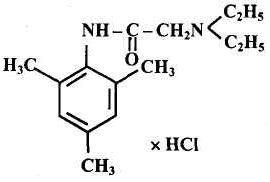 C₂H₅
NH—C—CH₂N
O
C₂H₅
H₃C
CH₃
CH₃
× HCl